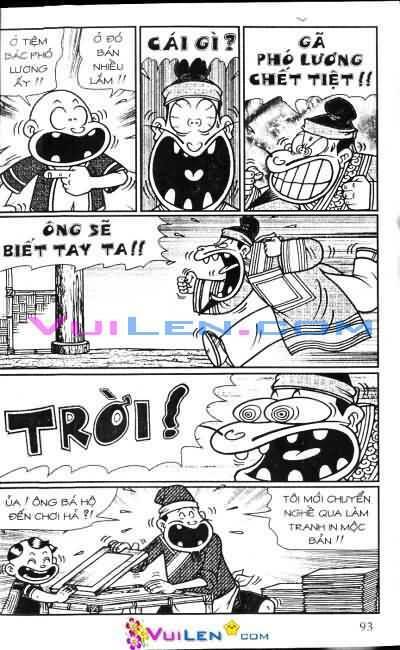 Ở TIỆM
BÁC PHÓ
LƯƠNG
ẤY !!
Ở ĐÓ
BÁN
NHIỀU
LẮM !!
CÁI GÌ ?
GÃ
PHÓ LƯƠNG
CHẾT TIỆT !!
ÔNG SẼ
BIẾT TAY TA !!
VUILEN.COM
TRỜI !
ỦA ! ÔNG BÁ HỘ
ĐẾN CHƠI HẢ ?!
TÔI MỚI CHUYỂN
NGHỀ QUA LÀM
TRANH IN MỘC
BẢN !!
93
VUILEN.COM